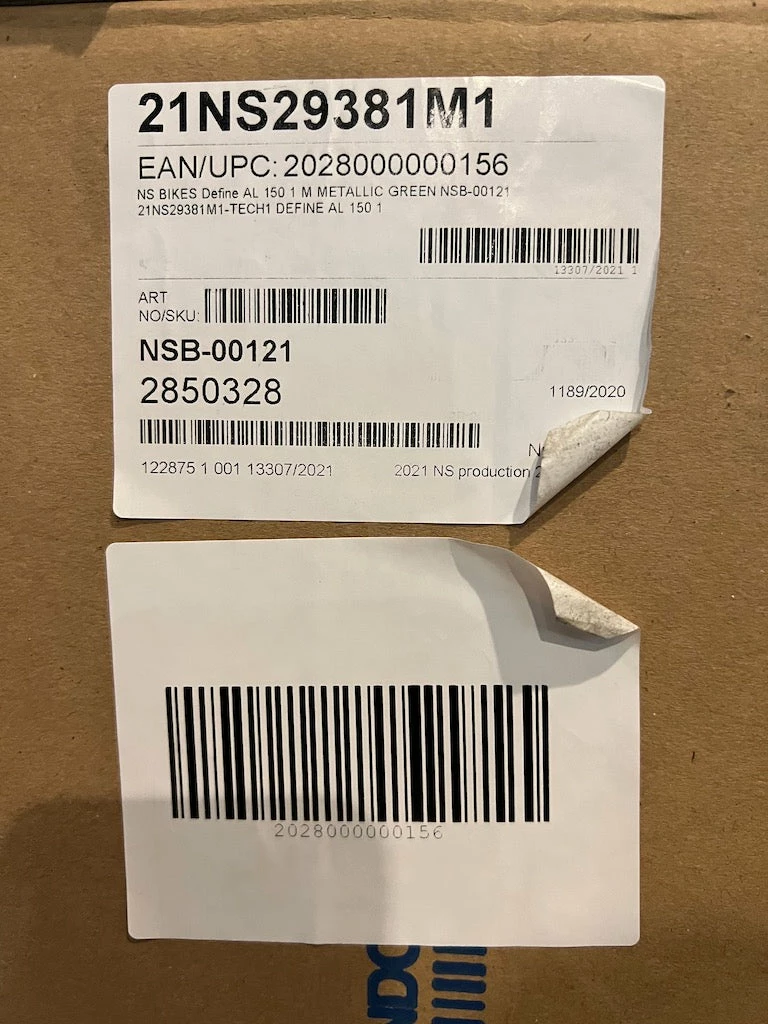 21NS29381M1
EAN/UPC: 2028000000156
NS BIKES Define AL 150 1 M METALLIC GREEN NSB-00121
21NS29381M1-TECH1 DEFINE AL 150 1
13307/2021 1
ART
NO/SKU:
NSB-00121
2850328
1189/2020
122875 1 001 13307/2021
2021 NS production
2028000000156